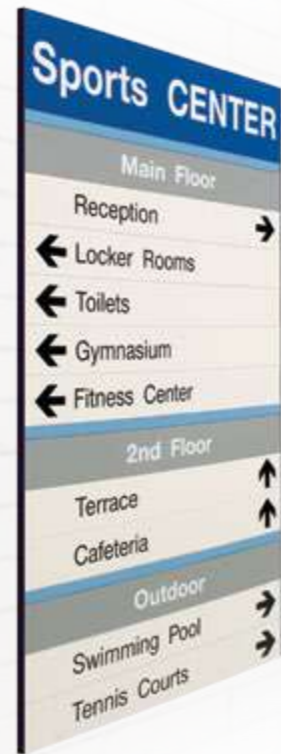 Sports CENTER
Main Floor
Reception
Locker Rooms
Toilets
Gymnasium
Fitness Center
2nd Floor
Terrace
Cafeteria
Outdoor
Swimming Pool
Tennis Courts